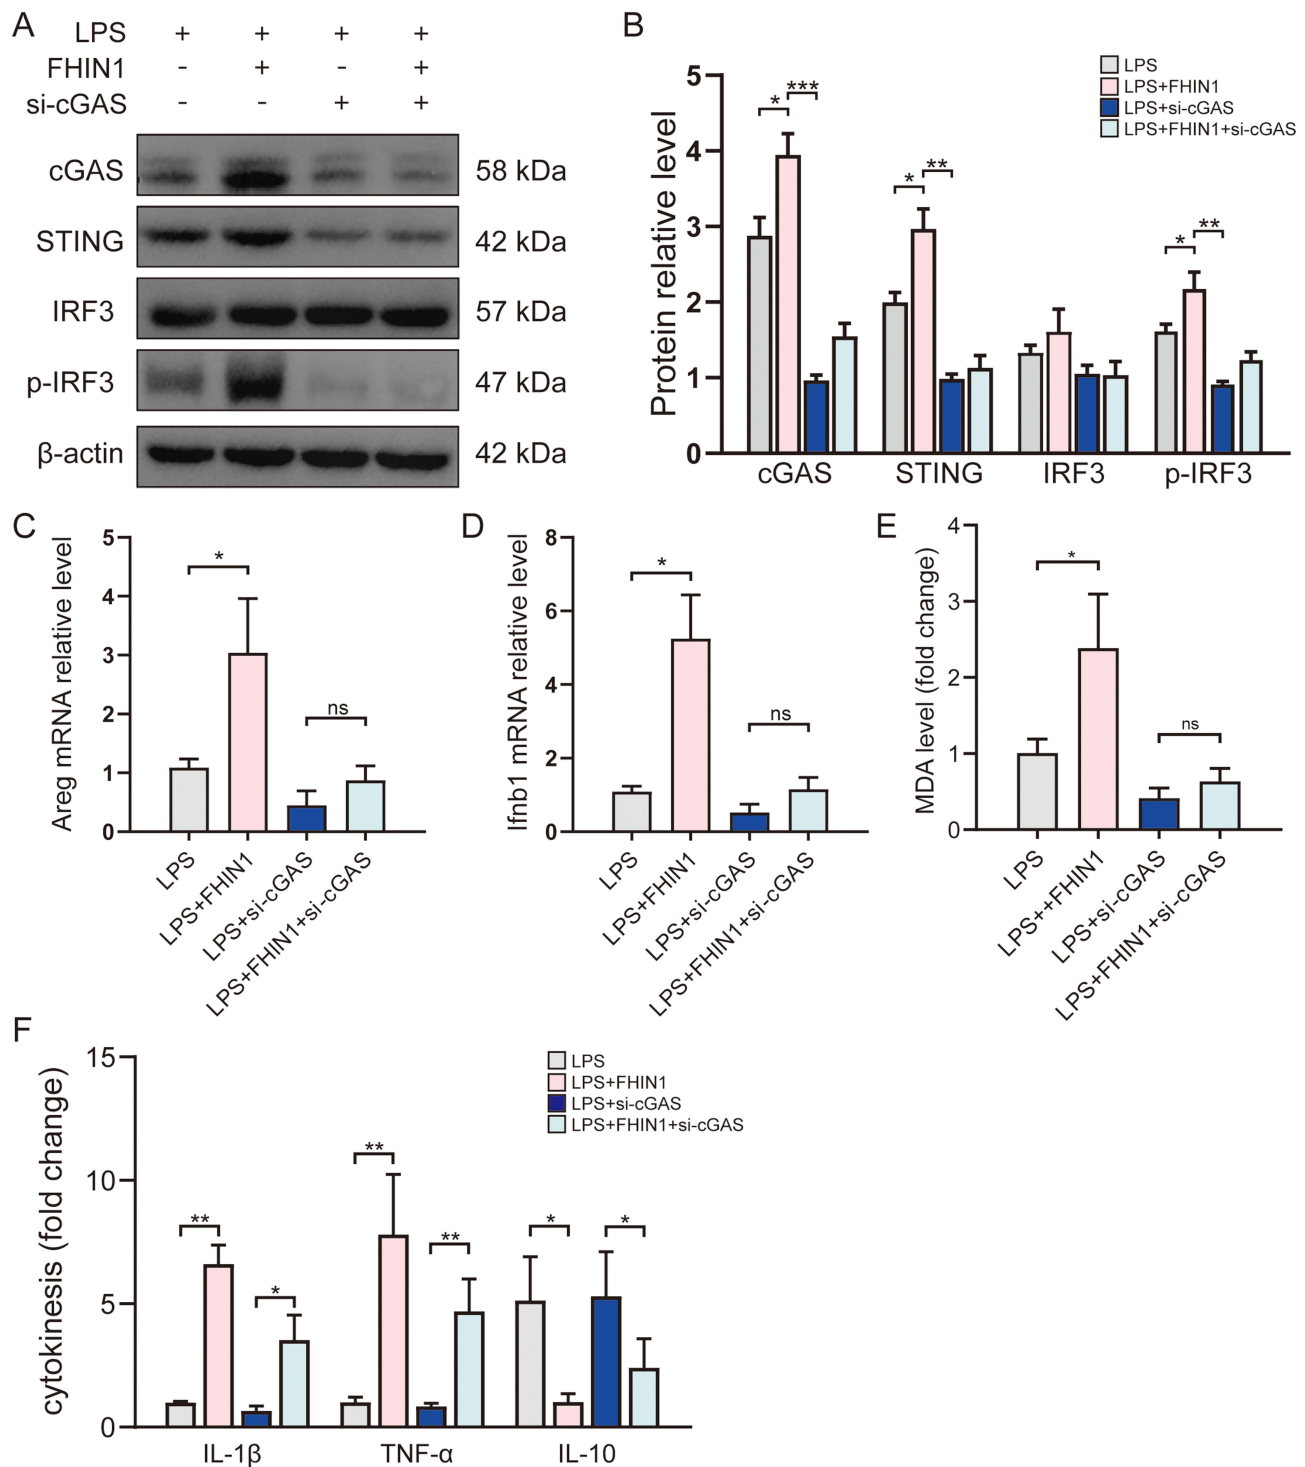 A
LPS + + + +
FHIN1 - + - +
si-cGAS - - + +
cGAS 58 kDa
STING 42 kDa
IRF3 57 kDa
p-IRF3 47 kDa
β-actin 42 kDa
B
LPS
LPS+FHIN1
LPS+si-cGAS
LPS+FHIN1+si-cGAS
Protein relative level
5
4
3
2
1
0
* ***
* **
* **
cGAS STING IRF3 p-IRF3
C
Areg mRNA relative level
5
4
3
2
1
0
*
ns
LPS
LPS+FHIN1
LPS+si-cGAS
LPS+FHIN1+si-cGAS
D
Ifnb1 mRNA relative level
8
6
4
2
0
*
ns
LPS
LPS+FHIN1
LPS+si-cGAS
LPS+FHIN1+si-cGAS
E
MDA level (fold change)
4
3
2
1
0
*
ns
LPS
LPS++FHIN1
LPS+si-cGAS
LPS+FHIN1+si-cGAS
F
LPS
LPS+FHIN1
LPS+si-cGAS
LPS+FHIN1+si-cGAS
cytokinesis (fold change)
15
10
5
0
** *
** **
* *
IL-1β TNF-α IL-10